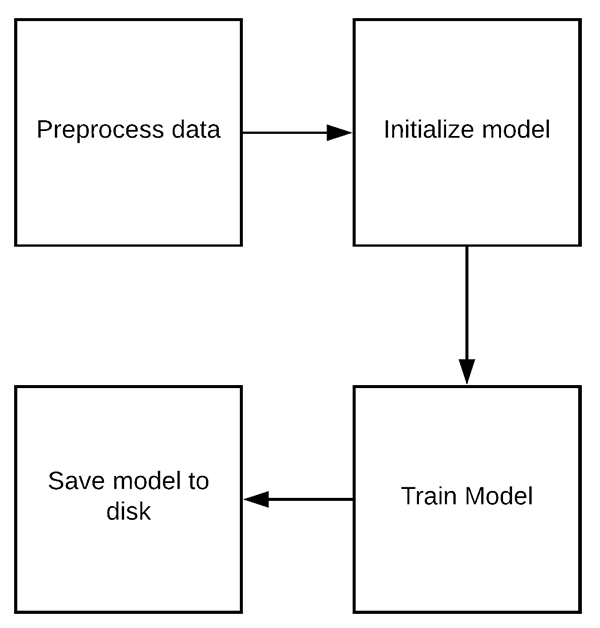 Preprocess data
Initialize model
Train Model
Save model to
disk